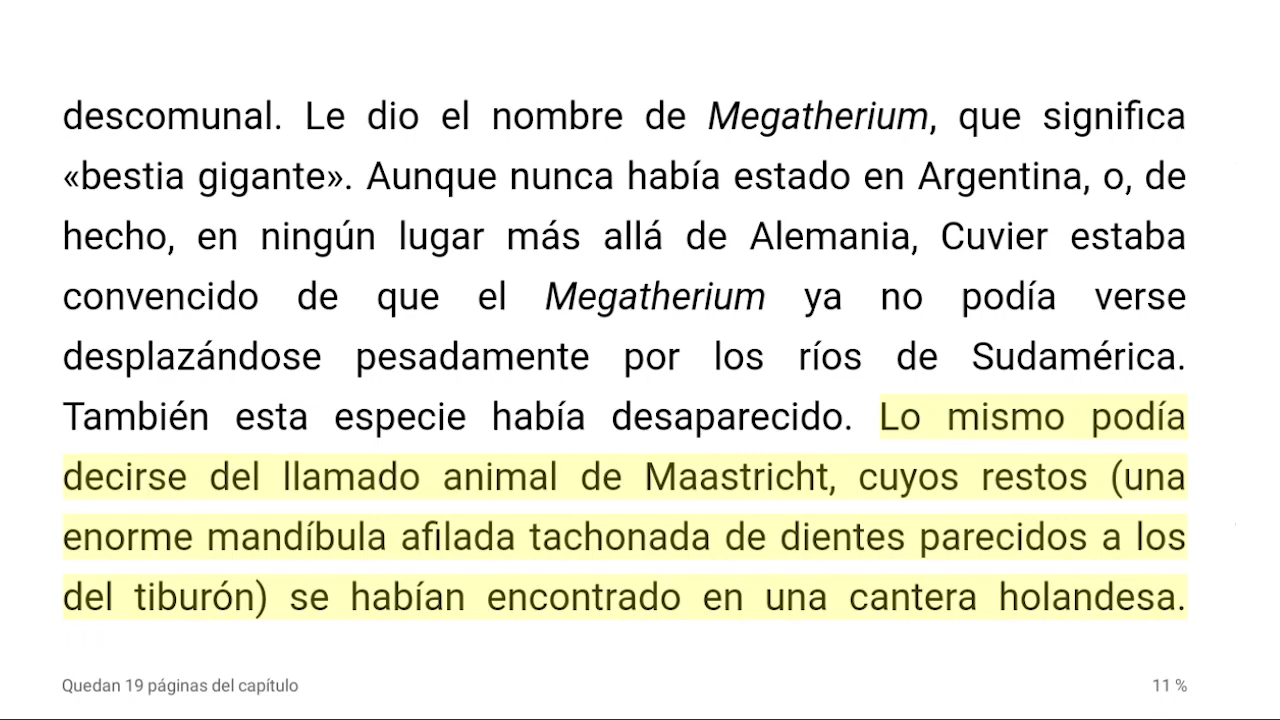 descomunal. Le dio el nombre de Megatherium, que significa
«bestia gigante». Aunque nunca había estado en Argentina, o, de
hecho, en ningún lugar más allá de Alemania, Cuvier estaba
convencido de que el Megatherium ya no podía verse
desplazándose pesadamente por los ríos de Sudamérica.
También esta especie había desaparecido. Lo mismo podía
decirse del llamado animal de Maastricht, cuyos restos (una
enorme mandíbula afilada tachonada de dientes parecidos a los
del tiburón) se habían encontrado en una cantera holandesa.
Quedan 19 páginas del capítulo
11 %